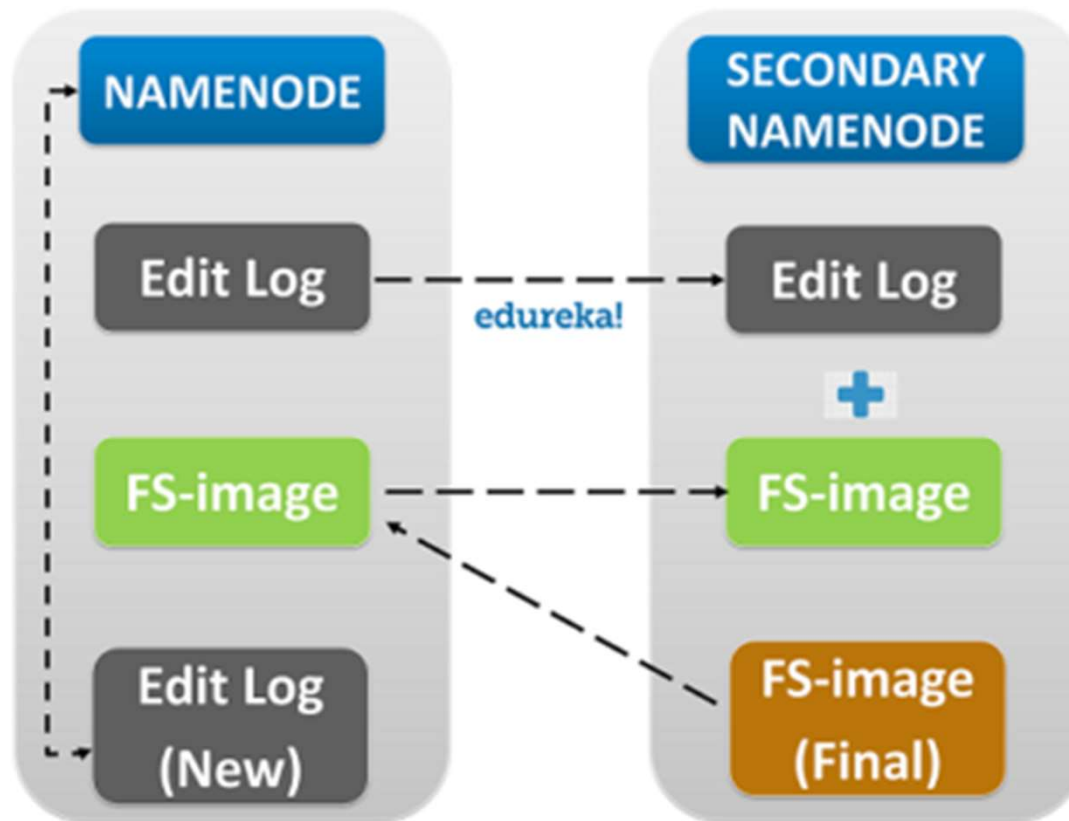 NAMENODE
Edit Log
FS-image
Edit Log
(New)
edureka!
SECONDARY
NAMENODE
Edit Log
FS-image
FS-image
(Final)